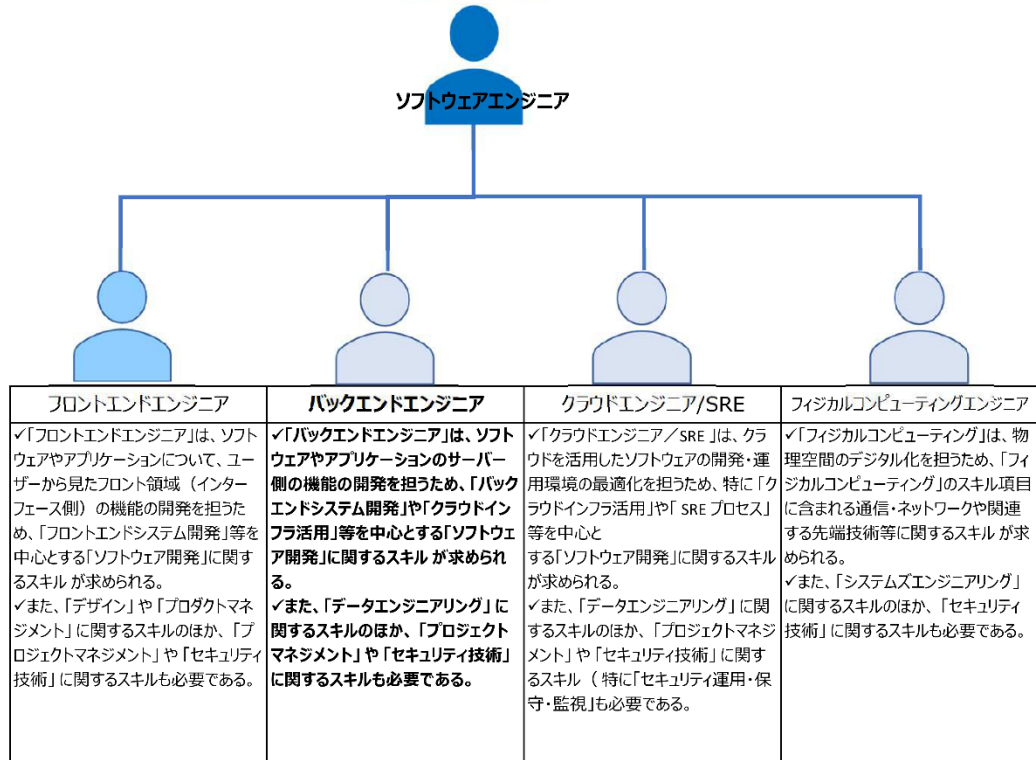 ソフトウェアエンジニア
フロントエンドエンジニア
✓「フロントエンドエンジニア」は、ソフト
ウェアやアプリケーションについて、ユー
ザーから見たフロント領域（インター
フェース側）の機能の開発を担うた
め、「フロントエンドシステム開発」等を
中心とする「ソフトウェア開発」に関す
るスキル が求められる。
✓また、「デザイン」や「プロダクトマネ
ジメント」に関するスキルのほか、「プ
ロジェクトマネジメント」や「セキュリティ
技術」に関するスキルも必要である。
バックエンドエンジニア
✓「バックエンドエンジニア」は、ソフト
ウェアやアプリケーションのサーバー
側の機能の開発を担うため、「バック
エンドシステム開発」や「クラウドイン
フラ活用」等を中心とする「ソフトウェ
ア開発」に関するスキル が求められ
る。
✓また、「データエンジニアリング」に
関するスキルのほか、「プロジェクト
マネジメント」や「セキュリティ技術」
に関するスキルも必要である。
クラウドエンジニア/SRE
✓「クラウドエンジニア／SRE 」は、クラ
ウドを活用したソフトウェアの開発・運
用環境の最適化を担うため、特に「ク
ラウドインフラ活用」や「 SRE プロセス」
等を中心と
する「ソフトウェア開発」に関するスキル
が求められる。
✓また、「データエンジニアリング」に関
するスキルのほか、「プロジェクトマネジ
メント」や「セキュリティ技術」に関す
るスキル（ 特に「セキュリティ運用・保
守・監視」も必要である。
フィジカルコンピューティングエンジニア
✓「フィジカルコンピューティング」は、物
理空間のデジタル化を担うため、「フィ
ジカルコンピューティング」のスキル項目
に含まれる通信・ネットワークや関連
する先端技術等に関するスキル が求
められる。
✓また、「システムズエンジニアリング」
に関するスキルのほか、「セキュリティ
技術」に関するスキルも必要である。